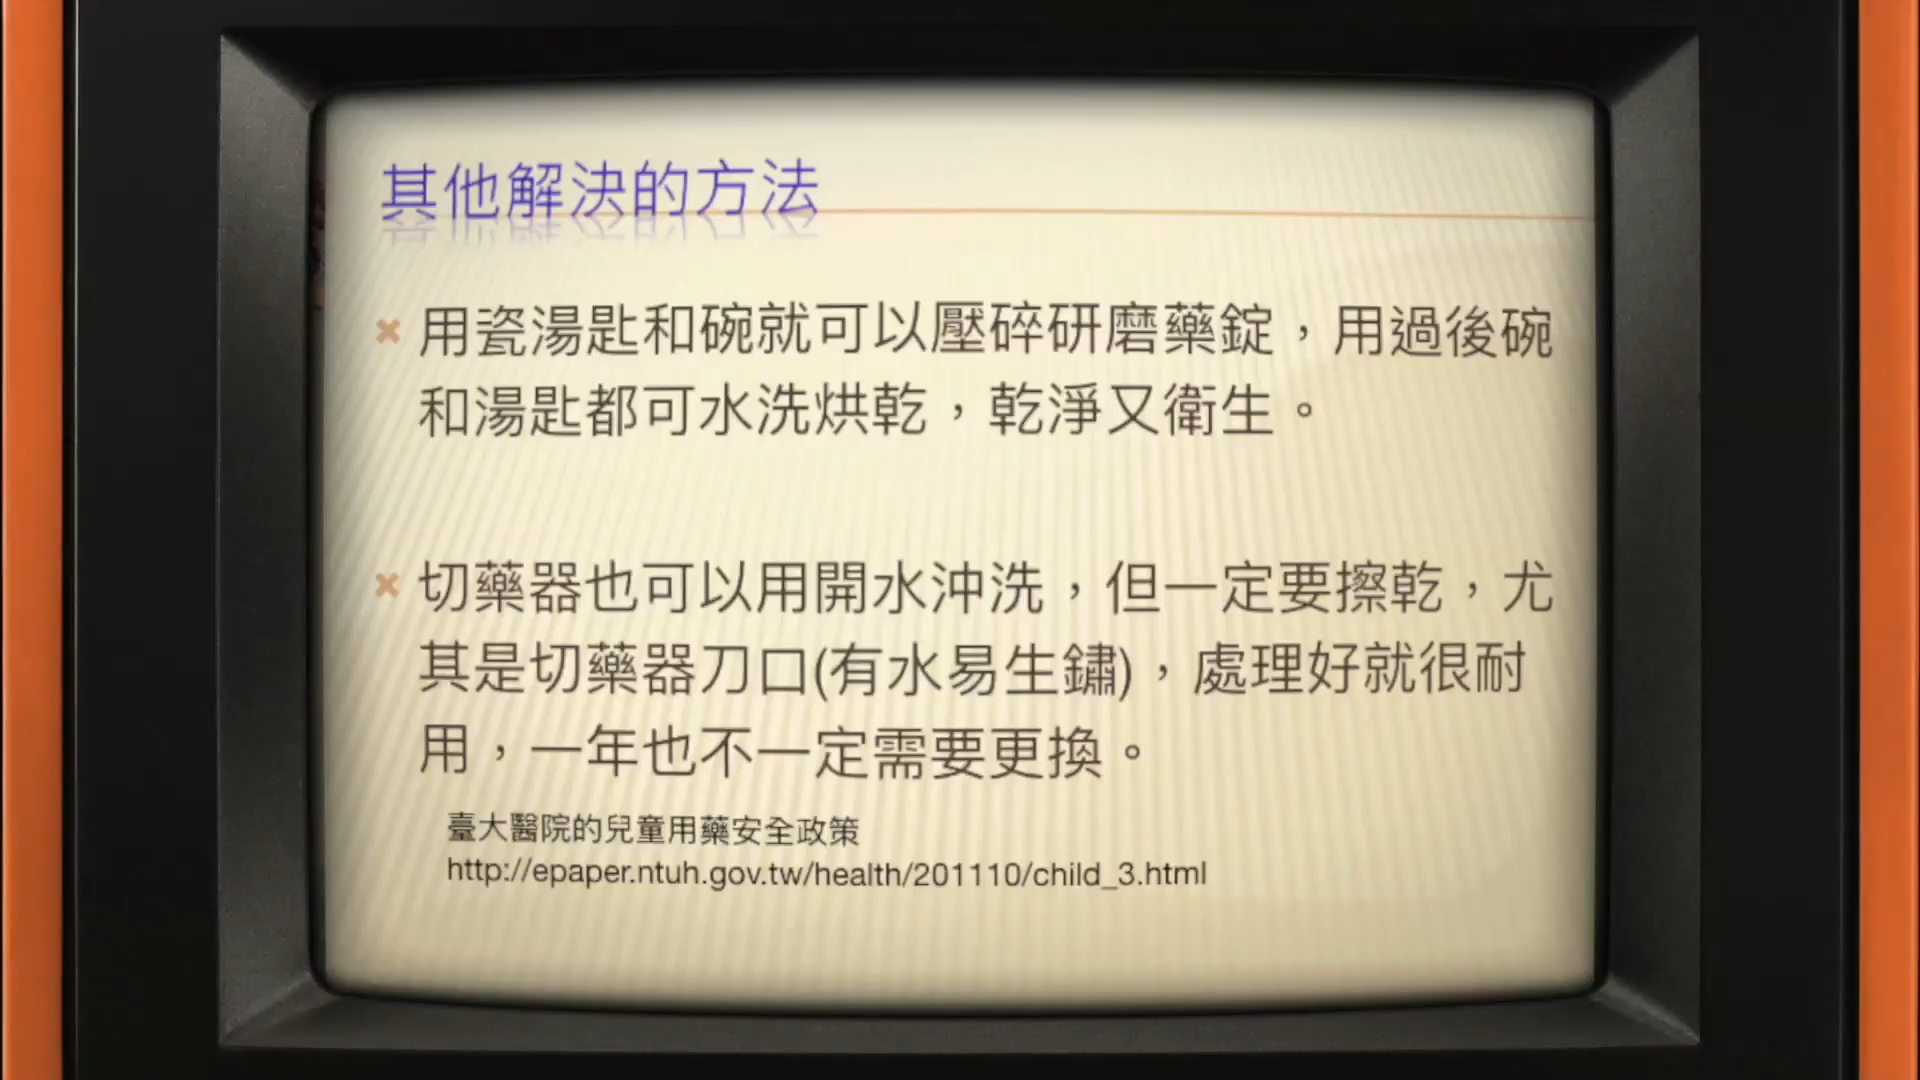 其他解決的方法
用瓷湯匙和碗就可以壓碎研磨藥錠，用過後碗
和湯匙都可水洗烘乾，乾淨又衛生。
切藥器也可以用開水沖洗，但一定要擦乾，尤
其是切藥器刀口(有水易生鏽)，處理好就很耐
用，一年也不一定需要更換。
臺大醫院的兒童用藥安全政策
http://epaper.ntuh.gov.tw/health/201110/child_3.html